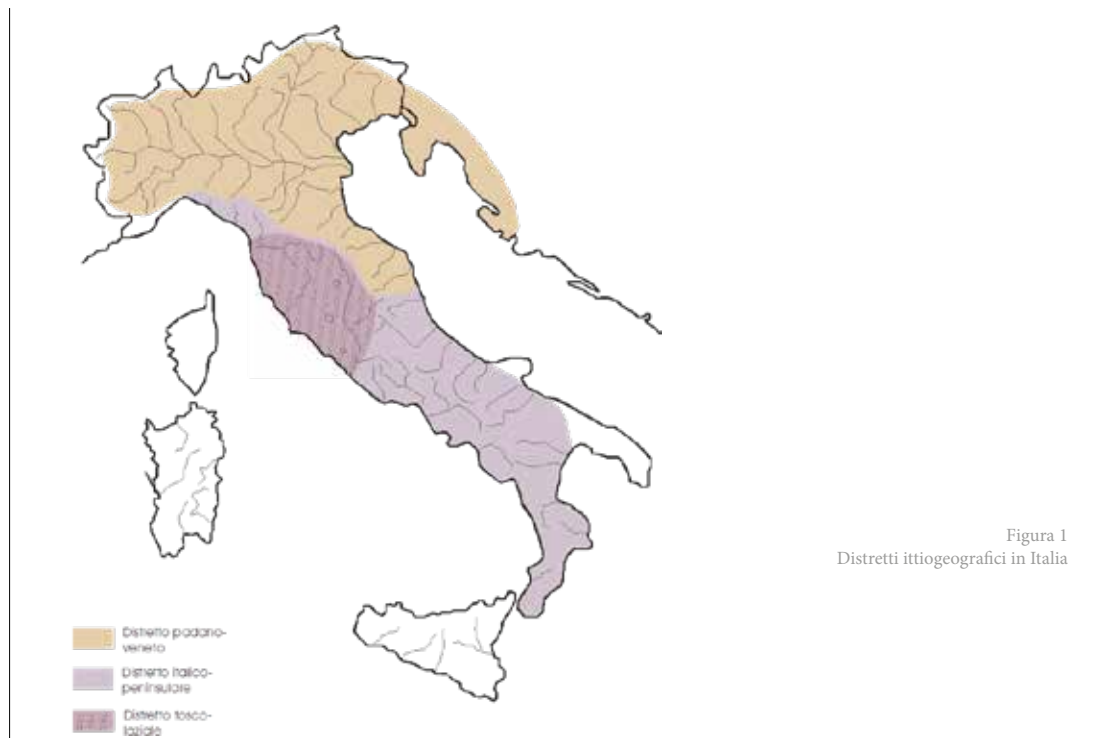 Figura 1
Distretti ittiogeografici in Italia
Distretto padano-
veneto
Distretto italico-
peninsulare
Distretto tosco-
laziale